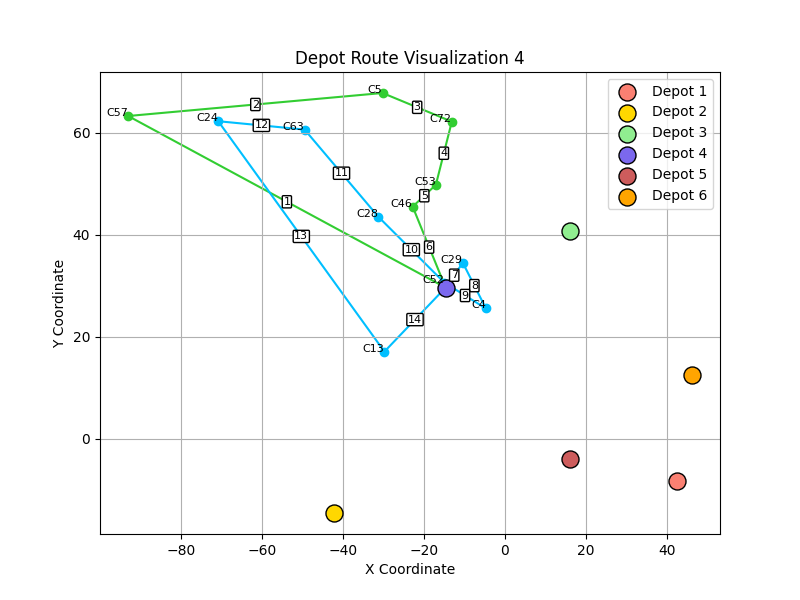 Depot Route Visualization 4
Y Coordinate
60
40
20
0
−80
−60
−40
−20
0
20
40
X Coordinate
Depot 1
Depot 2
Depot 3
Depot 4
Depot 5
Depot 6
C57
2
C5
3
C72
C24
12
C63
4
11
C53
5
1
C46
C28
13
10
6
C29
7
C52
8
9
C4
14
C13